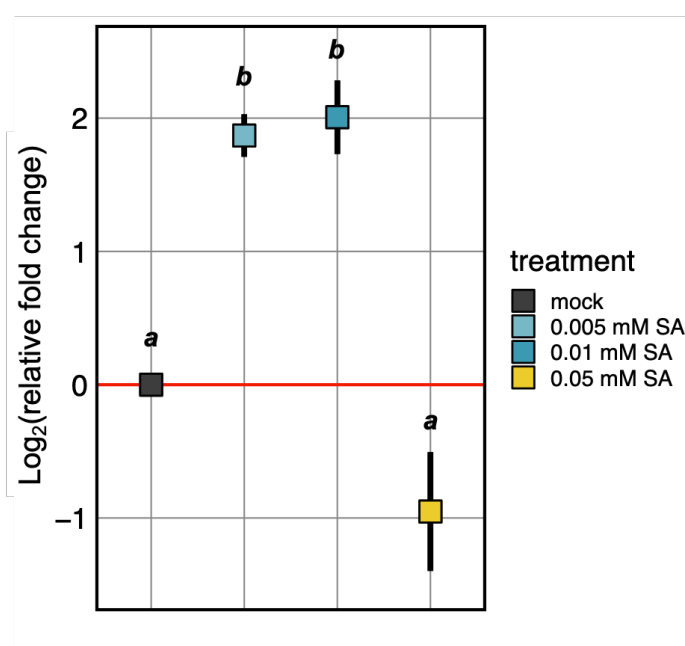 Log₂(relative fold change)
2
1
0
−1
a
b
b
a
treatment
mock
0.005 mM SA
0.01 mM SA
0.05 mM SA